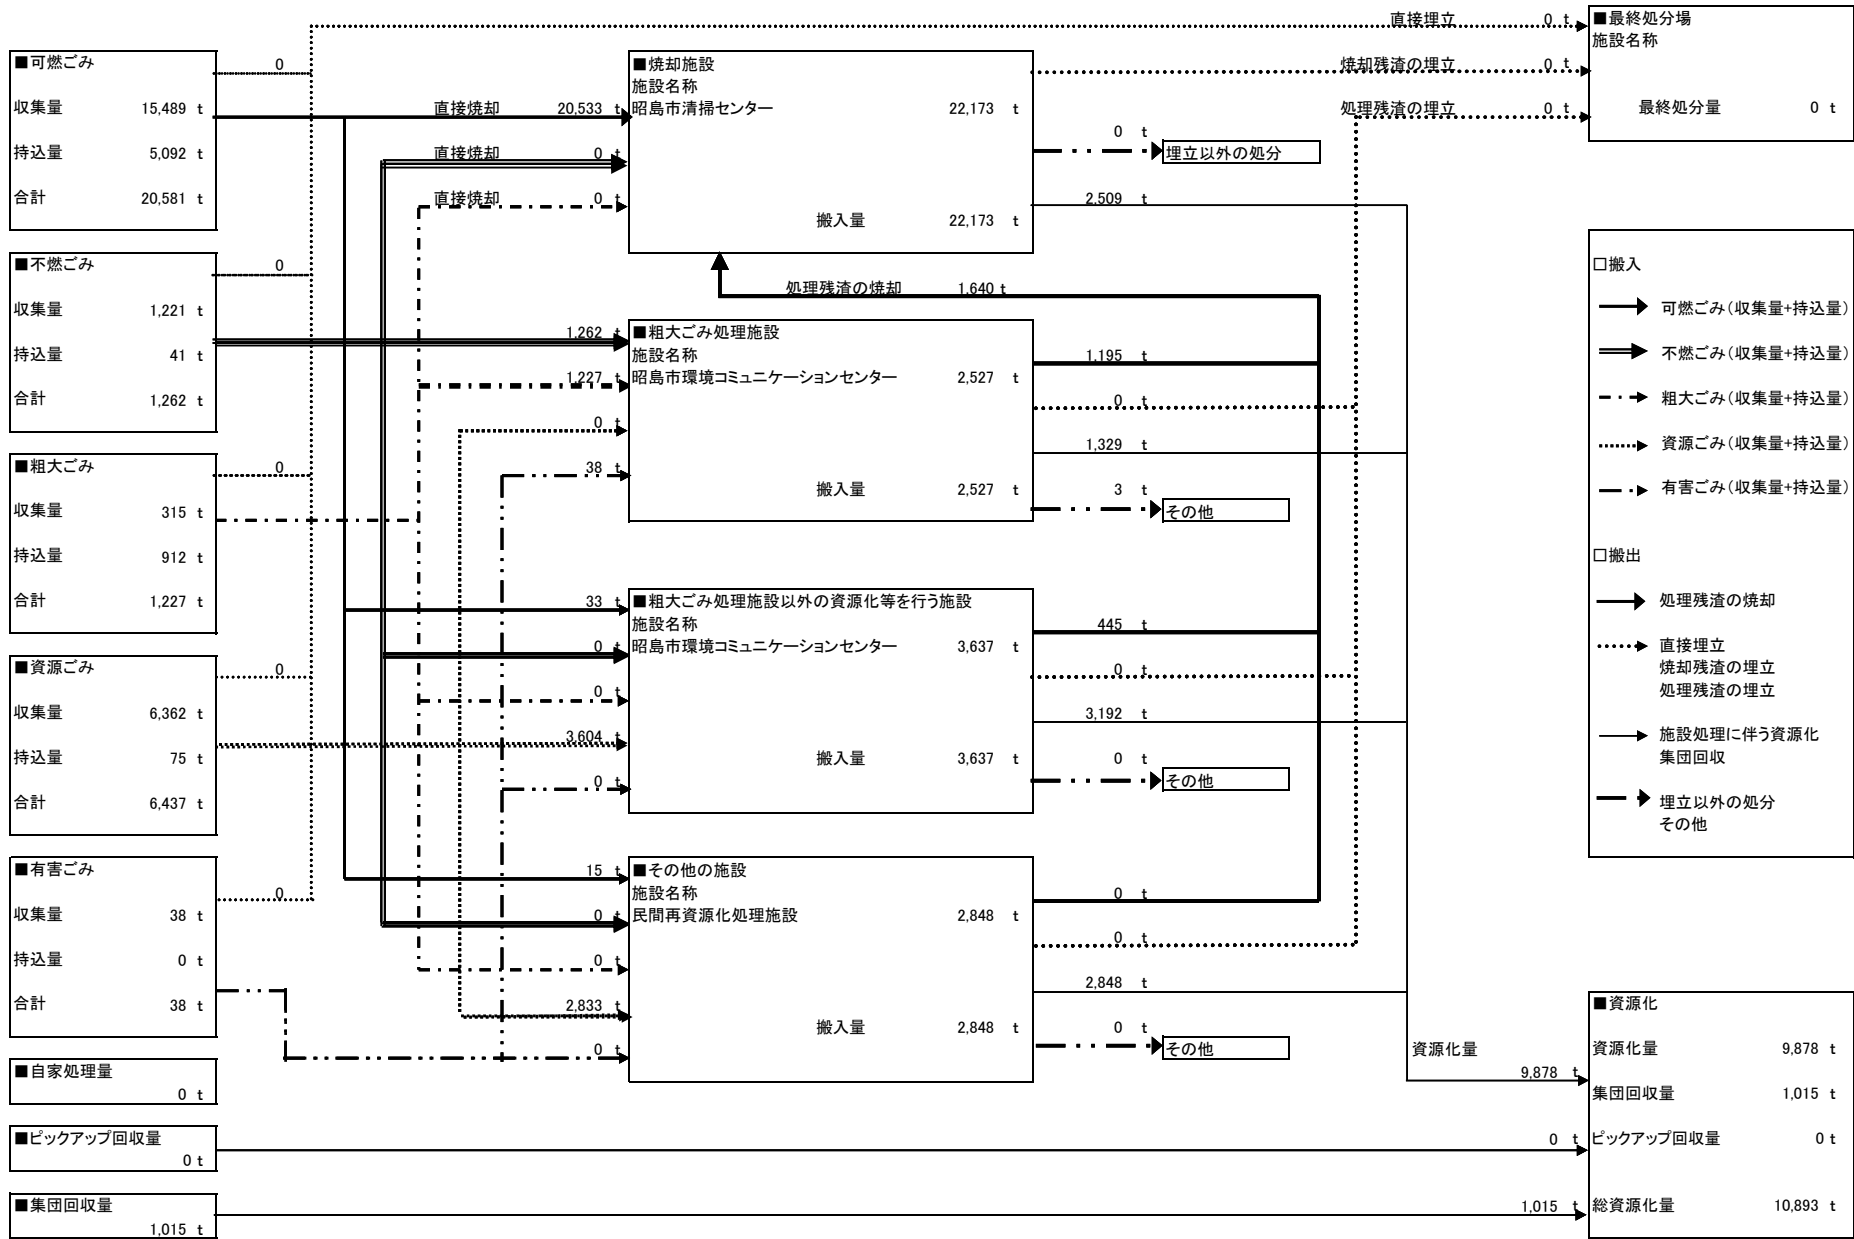 ■可燃ごみ
収集量 15,489 t
持込量 5,092 t
合計 20,581 t
0
■不燃ごみ
収集量 1,221 t
持込量 41 t
合計 1,262 t
0
■粗大ごみ
収集量 315 t
持込量 912 t
合計 1,227 t
0
■資源ごみ
収集量 6,362 t
持込量 75 t
合計 6,437 t
0
■有害ごみ
収集量 38 t
持込量 0 t
合計 38 t
0
■自家処理量
0 t
■ピックアップ回収量
0 t
■集団回収量
1,015 t
直接焼却 20,533 t
直接焼却 0 t
直接焼却 0 t
■焼却施設
施設名称
昭島市清掃センター 22,173 t
搬入量 22,173 t
0 t
埋立以外の処分
2,509 t
処理残渣の焼却 1,640 t
1,262 t
1,227 t
0 t
38 t
■粗大ごみ処理施設
施設名称
昭島市環境コミュニケーションセンター 2,527 t
搬入量 2,527 t
1,195 t
0 t
1,329 t
3 t
その他
33 t
0 t
0 t
3,604 t
0 t
■粗大ごみ処理施設以外の資源化等を行う施設
施設名称
昭島市環境コミュニケーションセンター 3,637 t
搬入量 3,637 t
445 t
0 t
3,192 t
0 t
その他
15 t
0 t
0 t
2,833 t
0 t
■その他の施設
施設名称
民間再資源化処理施設 2,848 t
搬入量 2,848 t
0 t
0 t
2,848 t
0 t
その他
直接埋立 0 t
焼却残渣の埋立 0 t
処理残渣の埋立 0 t
■最終処分場
施設名称
最終処分量 0 t
□搬入
可燃ごみ(収集量+持込量)
不燃ごみ(収集量+持込量)
粗大ごみ(収集量+持込量)
資源ごみ(収集量+持込量)
有害ごみ(収集量+持込量)
□搬出
処理残渣の焼却
直接埋立
焼却残渣の埋立
処理残渣の埋立
施設処理に伴う資源化
集団回収
埋立以外の処分
その他
資源化量
9,878 t
0 t
1,015 t
■資源化
資源化量 9,878 t
集団回収量 1,015 t
ピックアップ回収量 0 t
総資源化量 10,893 t